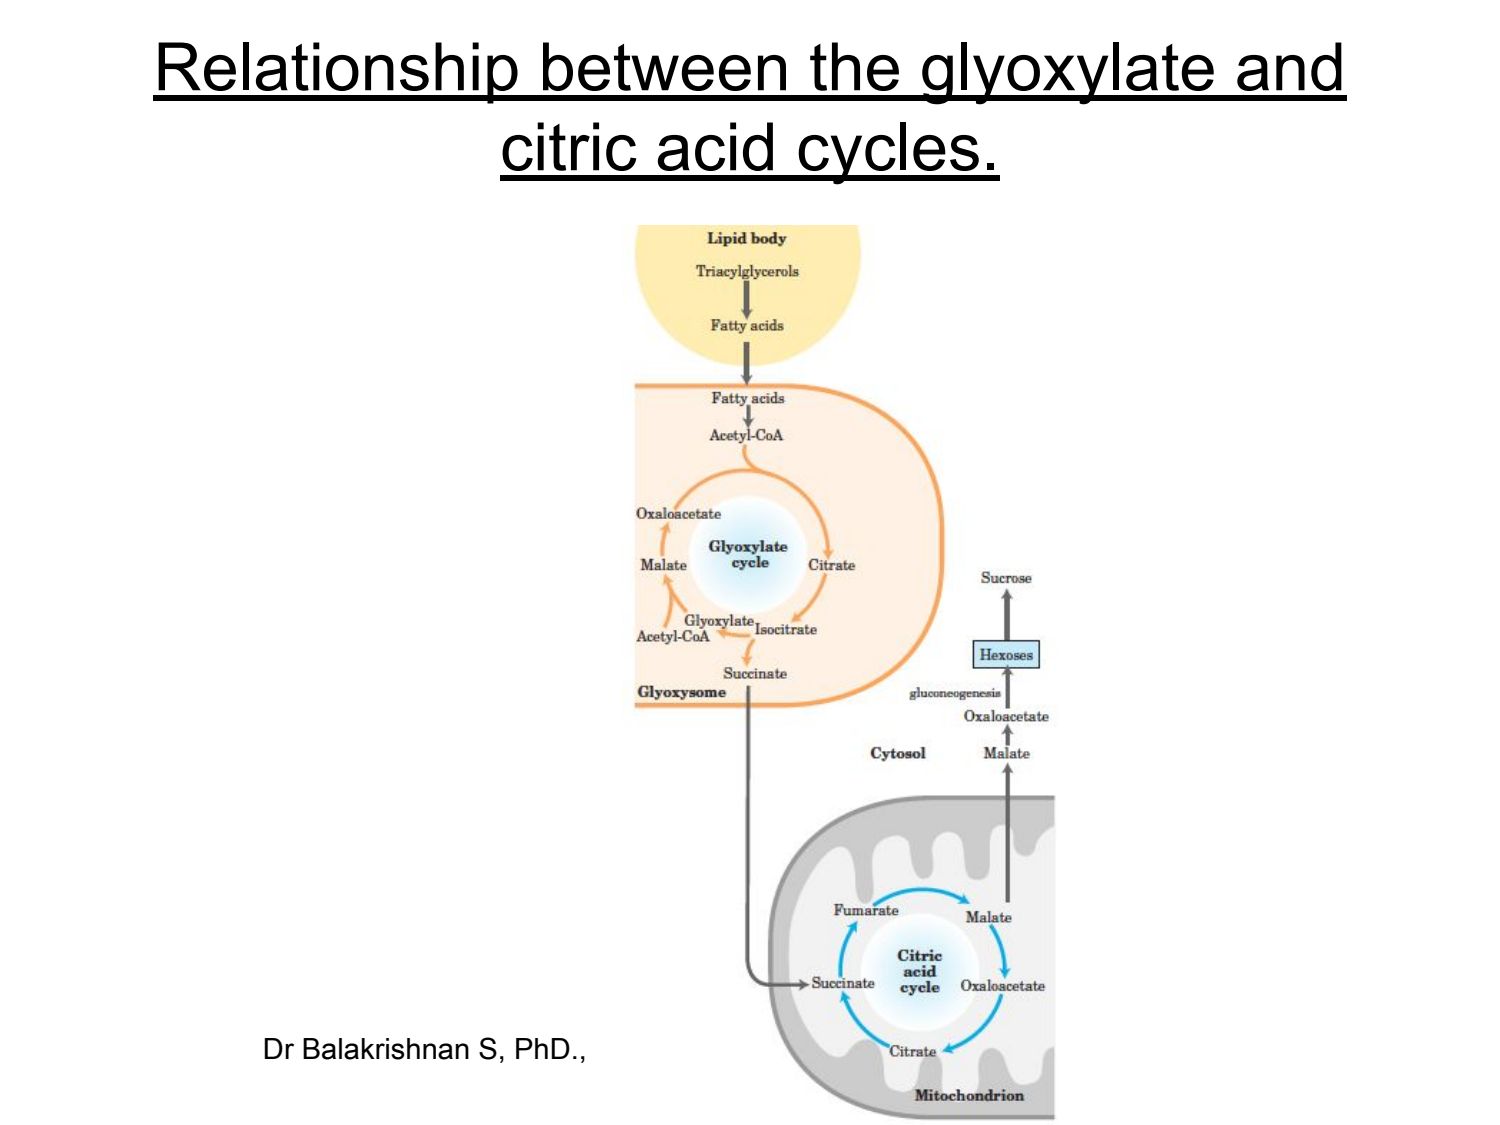 Relationship between the glyoxylate and
citric acid cycles.
Lipid body
Triacylglycerols
Fatty acids
Fatty acids
Acetyl-CoA
Oxaloacetate
Glyoxylate
cycle
Malate
Citrate
Glyoxylate
Isocitrate
Acetyl-CoA
Succinate
Glyoxysome
Sucrose
Hexoses
gluconeogenesis
Oxaloacetate
Cytosol
Malate
Fumarate
Malate
Citric
acid
cycle
Succinate
Oxaloacetate
Citrate
Mitochondrion
Dr Balakrishnan S, PhD.,